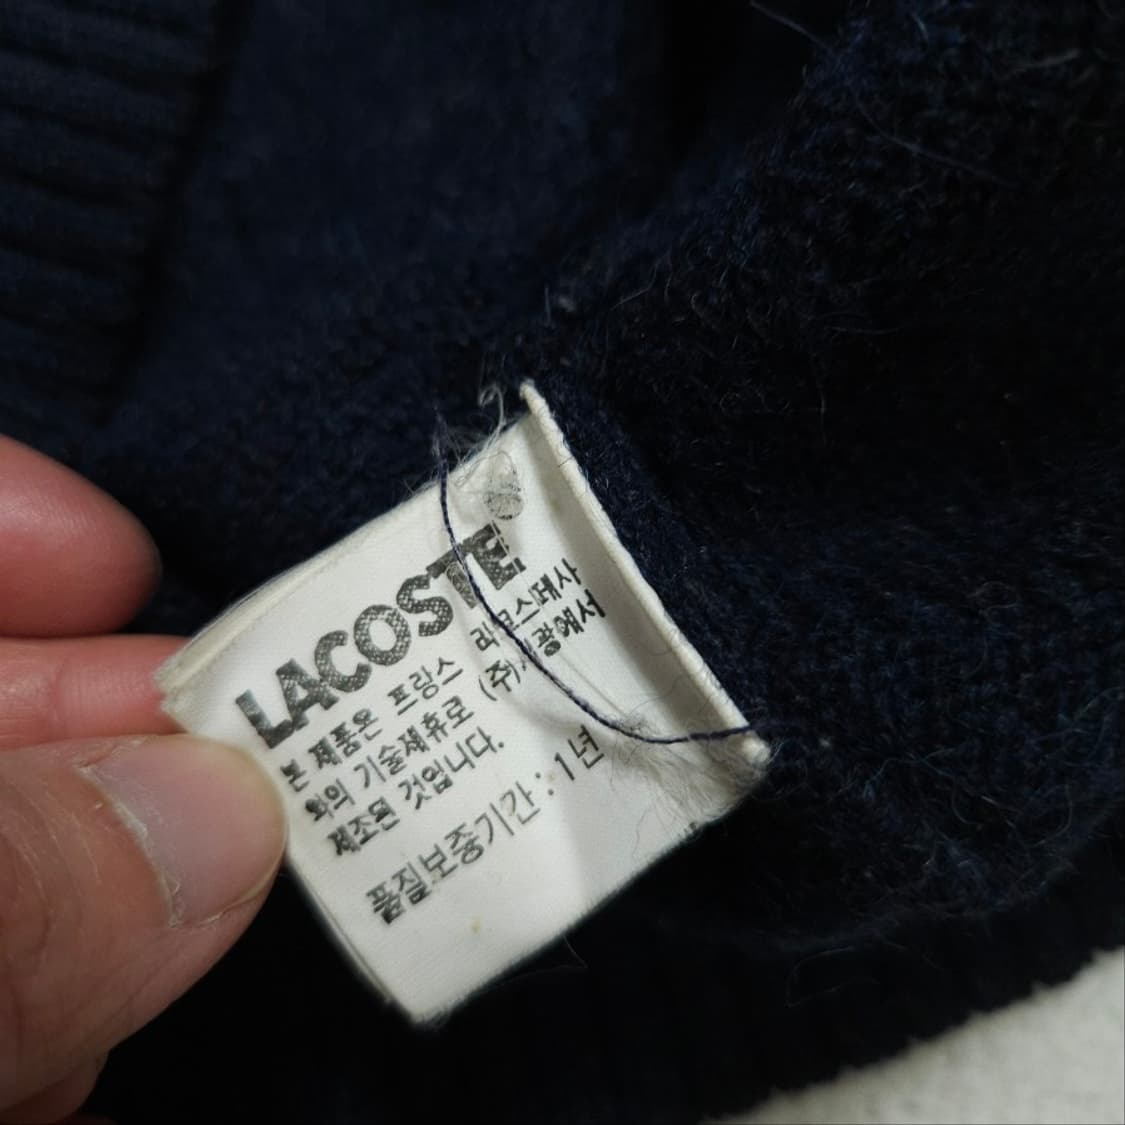 LACOSTE
본 제품은 프랑스 라코스떼사
와의 기술제휴로 (주)서광에서
제조된 것입니다.
품질보증기간 : 1년